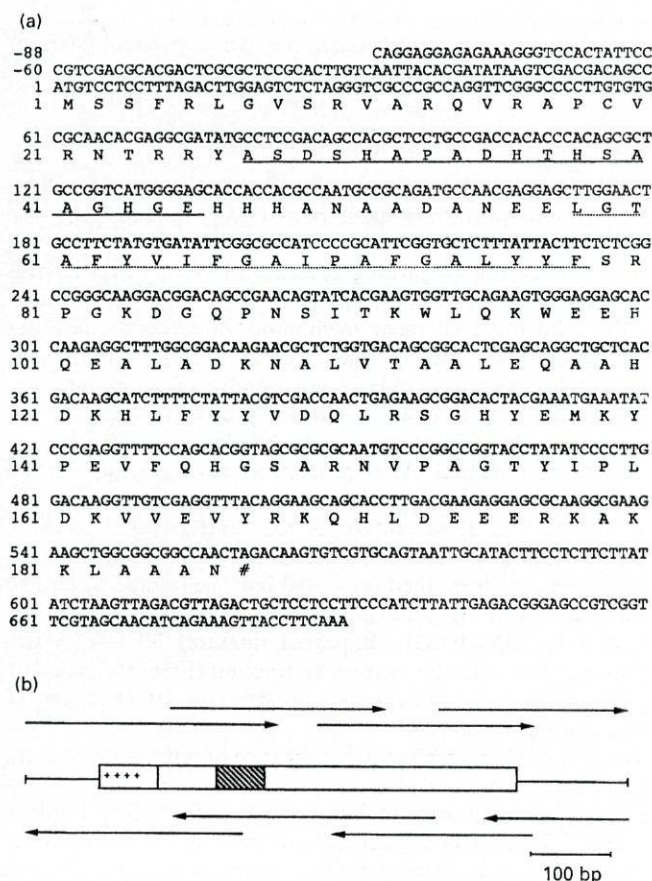 (a)
-88 CAGGAGGAGAGAAAGGGTCCACTATTCC
-60 CGTCGACGCACGACTCGCGCTCCGCACTTGTCAATTACACGATATAAGTCGACGACAGCC
1 ATGTCCTCCTTTAGACTTGGAGTCTCTAGGGTCGCCCGCCAGGTTCGGGCCCCTTGTGTG
1 M S S F R L G V S R V A R Q V R A P C V
61 CGCAACACGAGGCGATATGCCTCCGACAGCCACGCTCCTGCCGACCACACCCACAGCGCT
21 R N T R R Y A S D S H A P A D H T H S A
121 GCCGGTCATGGGGAGCACCACCACGCCAATGCCGCAGATGCCAACGAGGAGCTTGGAACT
41 A G H G E H H H A N A A D A N E E L G T
181 GCCTTCTATGTGATATTCGGCGCCATCCCCGCATTCGGTGCTCTTTATTACTTCTCTCGG
61 A F Y V I F G A I P A F G A L Y Y F S R
241 CCGGGCAAGGACGGACAGCCGAACAGTATCACGAAGTGGTTGCAGAAGTGGGAGGAGCAC
81 P G K D G Q P N S I T K W L Q K W E E H
301 CAAGAGGCTTTGGCGGACAAGAACGCTCTGGTGACAGCGGCACTCGAGCAGGCTGCTCAC
101 Q E A L A D K N A L V T A A L E Q A A H
361 GACAAGCATCTTTTCTATTACGTCGACCAACTGAGAAGCGGACACTACGAAATGAAATAT
121 D K H L F Y Y V D Q L R S G H Y E M K Y
421 CCCGAGGTTTTCCAGCACGGTAGCGCGCGCAATGTCCCGGCCGGTACCTATATCCCCTTG
141 P E V F Q H G S A R N V P A G T Y I P L
481 GACAAGGTTGTCGAGGTTTACAGGAAGCAGCACCTTGACGAAGAGGAGCGCAAGGCGAAG
161 D K V V E V Y R K Q H L D E E E R K A K
541 AAGCTGGCGGCGGCCAACTAGACAAGTGTCGTGCAGTAATTGCATACTTCCTCTTCTTAT
181 K L A A A N #
601 ATCTAAGTTAGACGTTAGACTGCTCCTCCTTCCCATCTTATTGAGACGGGAGCCGTCGGT
661 TCGTAGCAACATCAGAAAGTTACCTTCAAA
(b)
++++
100 bp